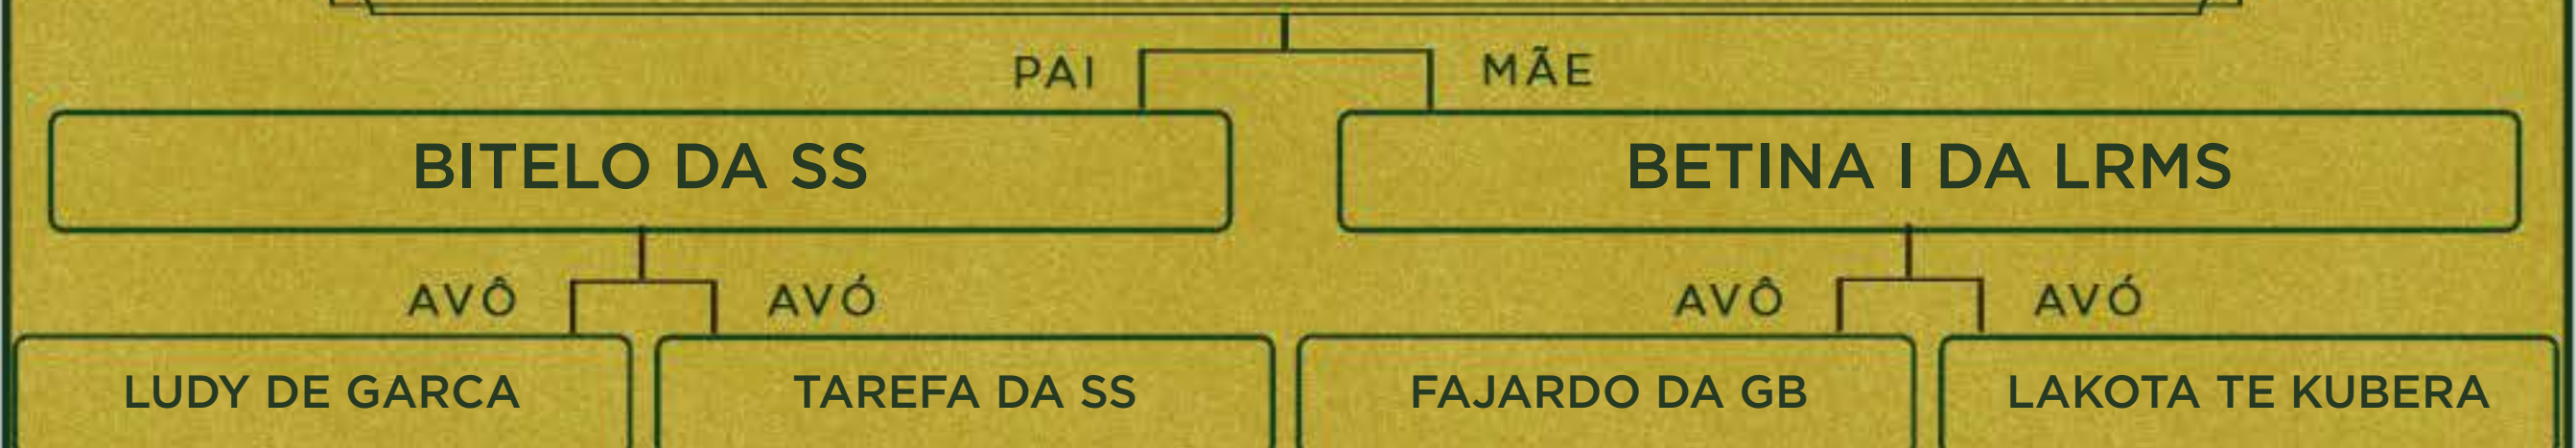 PAI MÃE
BITELO DA SS BETINA I DA LRMS
AVÔ AVÓ AVÔ AVÓ
LUDY DE GARCA TAREFA DA SS FAJARDO DA GB LAKOTA TE KUBERA